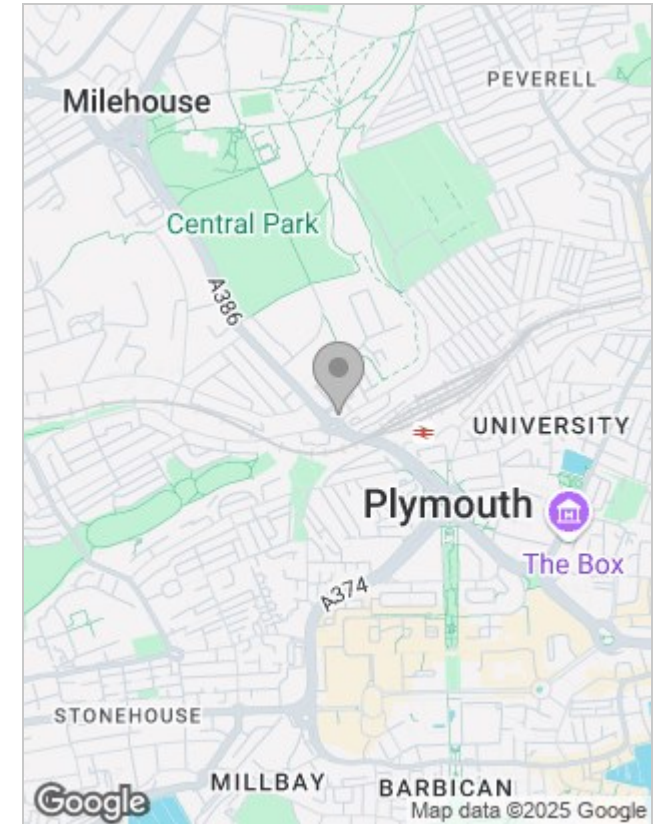 PEVERELL
Milehouse
Central Park
A386
UNIVERSITY
Plymouth
The Box
A374
STONEHOUSE
MILLBAY
BARBICAN
Google
Map data ©2025 Google